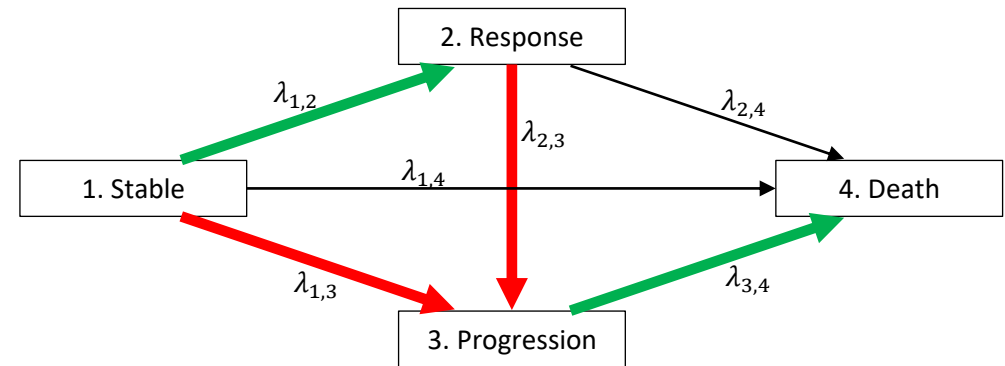 2. Response
λ1,2
λ2,4
λ2,3
1. Stable
λ1,4
4. Death
λ1,3
λ3,4
3. Progression